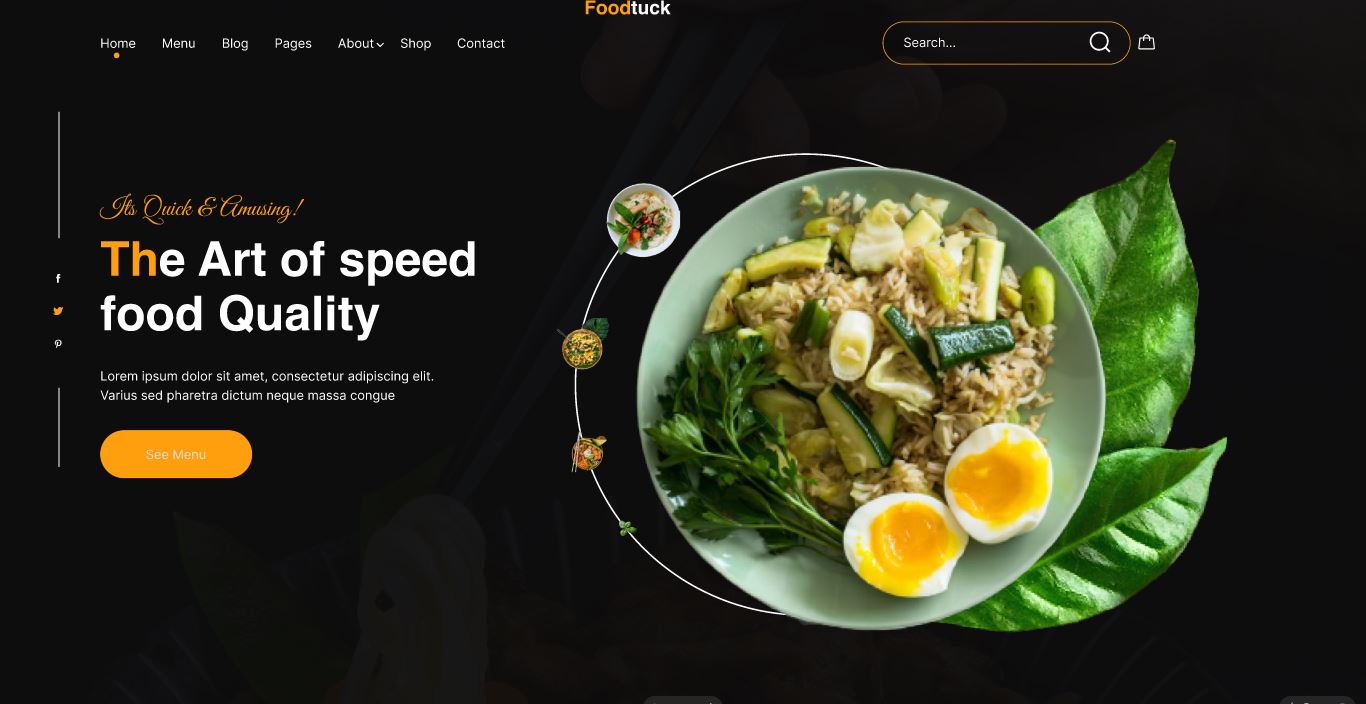 Foodtuck
Home Menu Blog Pages About Shop Contact
Search...
Its Quick & Amusing!
The Art of speed
food Quality
Lorem ipsum dolor sit amet, consectetur adipiscing elit.
Varius sed pharetra dictum neque massa congue
See Menu